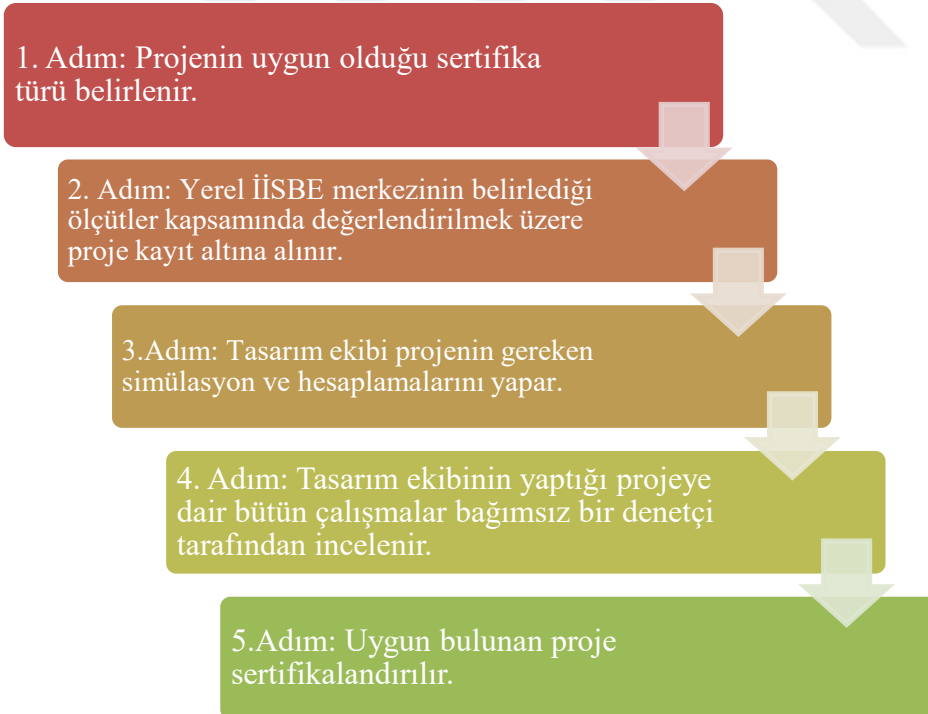 1. Adım: Projenin uygun olduğu sertifika
türü belirlenir.
2. Adım: Yerel İİSBE merkezinin belirlediği
ölçütler kapsamında değerlendirilmek üzere
proje kayıt altına alınır.
3.Adım: Tasarım ekibi projenin gereken
simülasyon ve hesaplamalarını yapar.
4. Adım: Tasarım ekibinin yaptığı projeye
dair bütün çalışmalar bağımsız bir denetçi
tarafından incelenir.
5.Adım: Uygun bulunan proje
sertifikalandırılır.